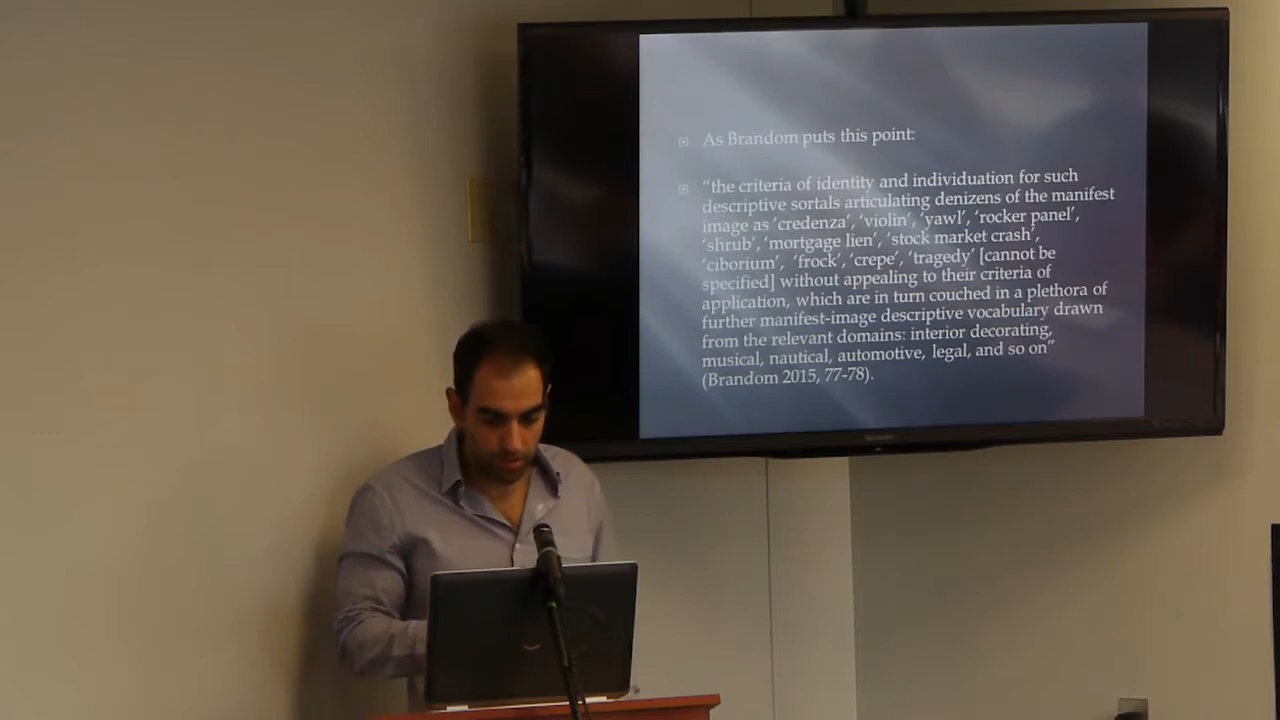 As Brandom puts this point:
“the criteria of identity and individuation for such
descriptive sortals articulating denizens of the manifest
image as ‘credenza’, ‘violin’, ‘yawl’, ‘rocker panel’,
‘shrub’, ‘mortgage lien’, ‘stock market crash’,
‘ciborium’, ‘frock’, ‘crepe’, ‘tragedy’ [cannot be
specified] without appealing to their criteria of
application, which are in turn couched in a plethora of
further manifest-image descriptive vocabulary drawn
from the relevant domains: interior decorating,
musical, nautical, automotive, legal, and so on”
(Brandom 2015, 77-78).